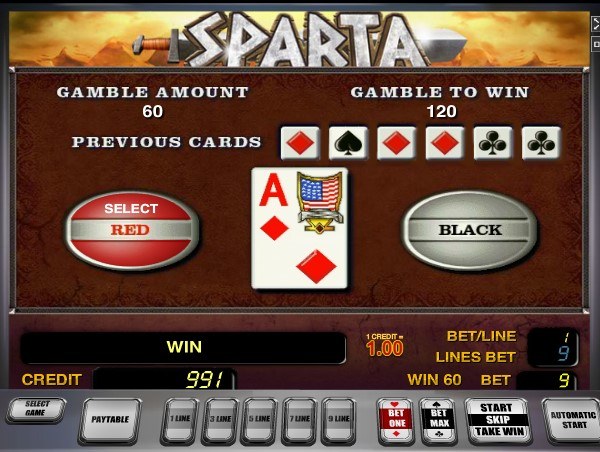 SPARTA
GAMBLE AMOUNT
60
GAMBLE TO WIN
120
PREVIOUS CARDS
A
SELECT
RED
BLACK
WIN
1 CREDIT =
1.00
BET/LINE 1
LINES BET 9
CREDIT 991
WIN 60 BET 9
SELECT
GAME
PAYTABLE
1 LINE
3 LINE
5 LINE
7 LINE
9 LINE
BET
ONE
BET
MAX
START
SKIP
TAKE WIN
AUTOMATIC
START